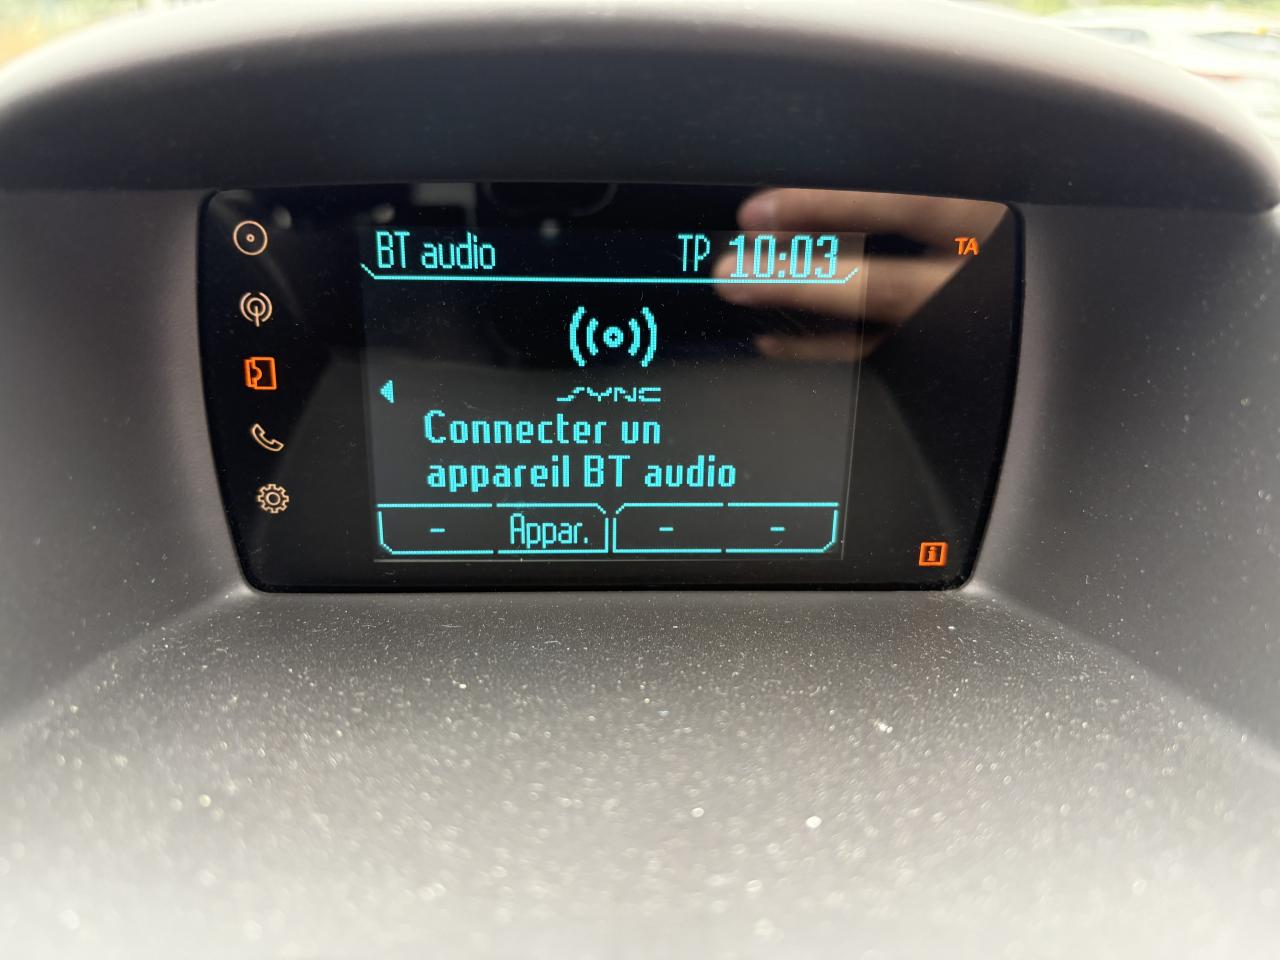 BT audio TP 10:03 TA
SYNC
Connecter un
appareil BT audio
- Appar. - -
i